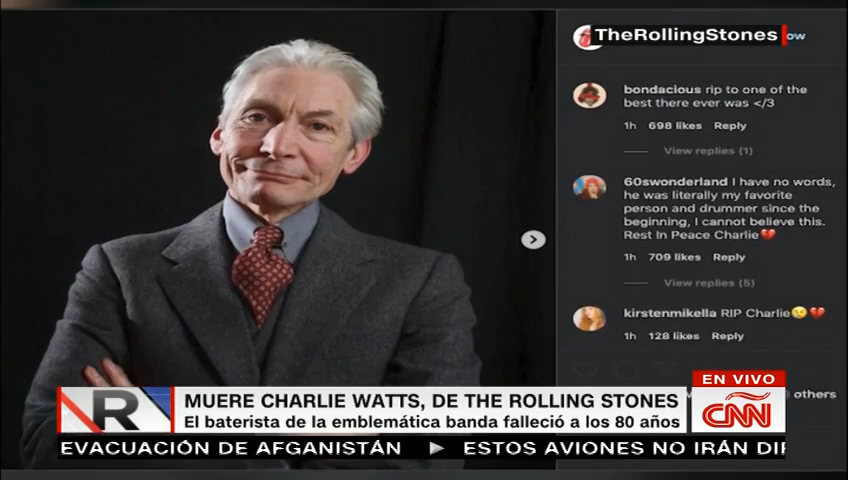 TheRollingStones
ow
bondacious rip to one of the
best there ever was </3
1h 698 likes Reply
View replies (1)
60swonderland I have no words,
he was literally my favorite
person and drummer since the
beginning, I cannot believe this.
Rest In Peace Charlie💔
1h 709 likes Reply
View replies (5)
kirstenmikella RIP Charlie😢💔
1h 128 likes Reply
others
EN VIVO
CNN
R
MUERE CHARLIE WATTS, DE THE ROLLING STONES
El baterista de la emblemática banda falleció a los 80 años
EVACUACIÓN DE AFGANISTÁN ▶ ESTOS AVIONES NO IRÁN DIR